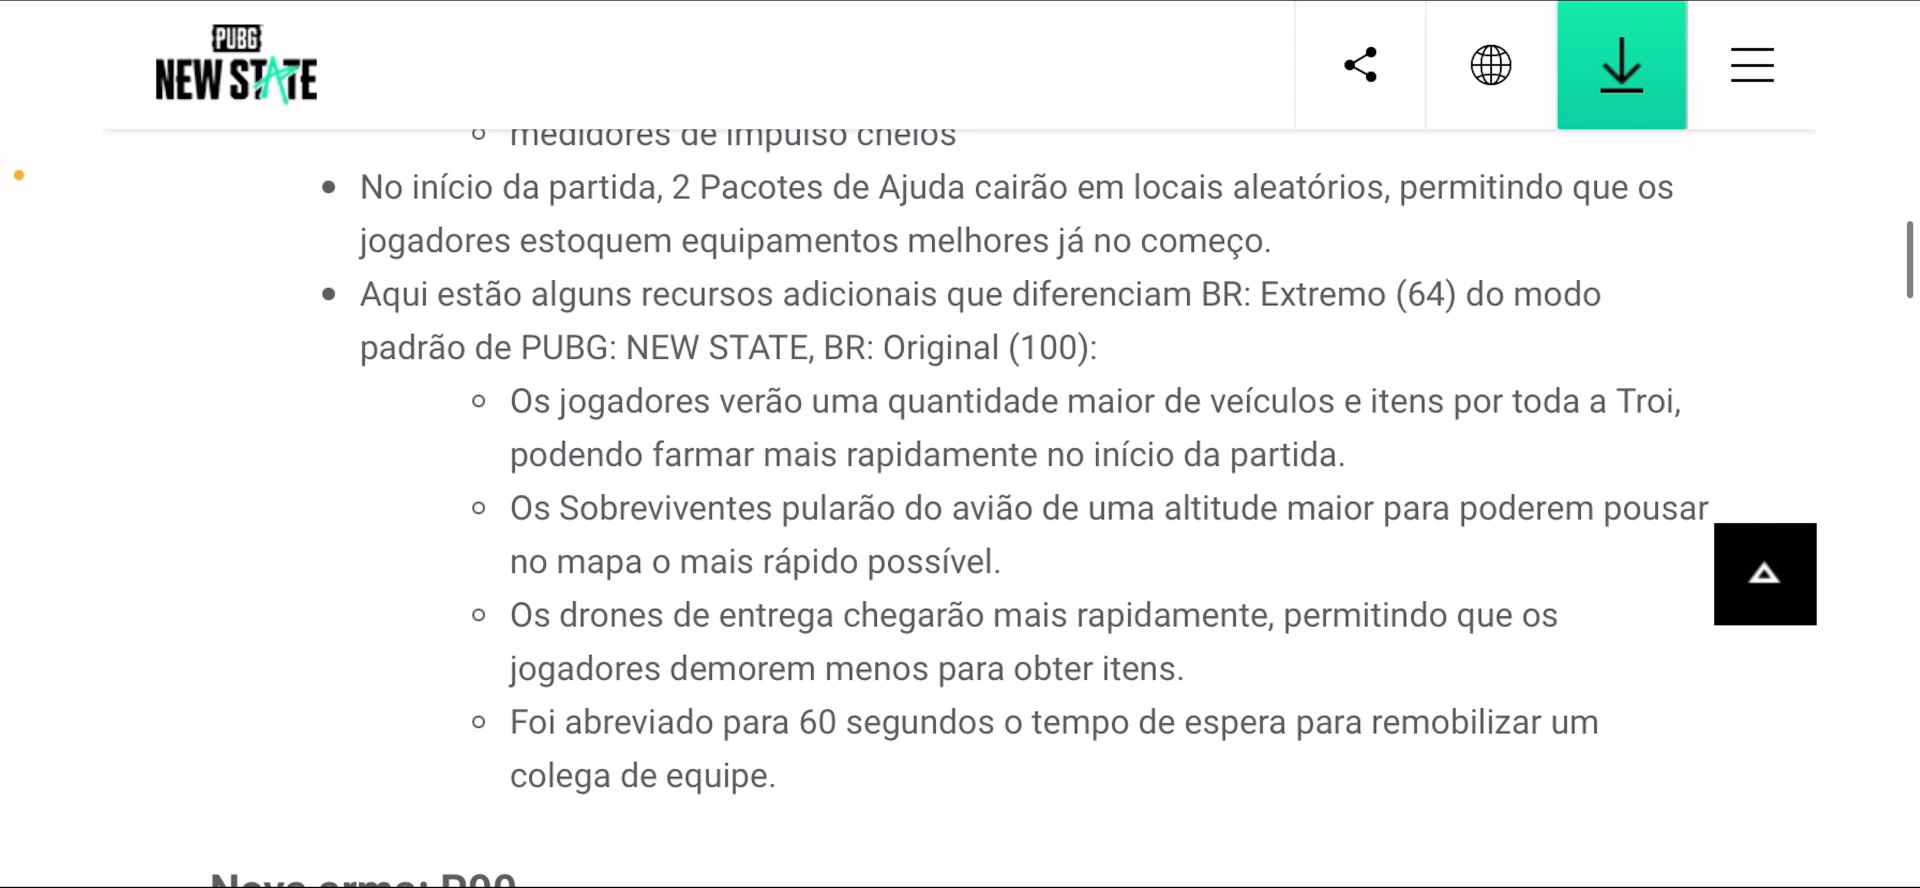 PUBG
NEW STATE
medidores de impulso cheios
No início da partida, 2 Pacotes de Ajuda cairão em locais aleatórios, permitindo que os
jogadores estoquem equipamentos melhores já no começo.
Aqui estão alguns recursos adicionais que diferenciam BR: Extremo (64) do modo
padrão de PUBG: NEW STATE, BR: Original (100):
Os jogadores verão uma quantidade maior de veículos e itens por toda a Troi,
podendo farmar mais rapidamente no início da partida.
Os Sobreviventes pularão do avião de uma altitude maior para poderem pousar
no mapa o mais rápido possível.
Os drones de entrega chegarão mais rapidamente, permitindo que os
jogadores demorem menos para obter itens.
Foi abreviado para 60 segundos o tempo de espera para remobilizar um
colega de equipe.
Nova arma: